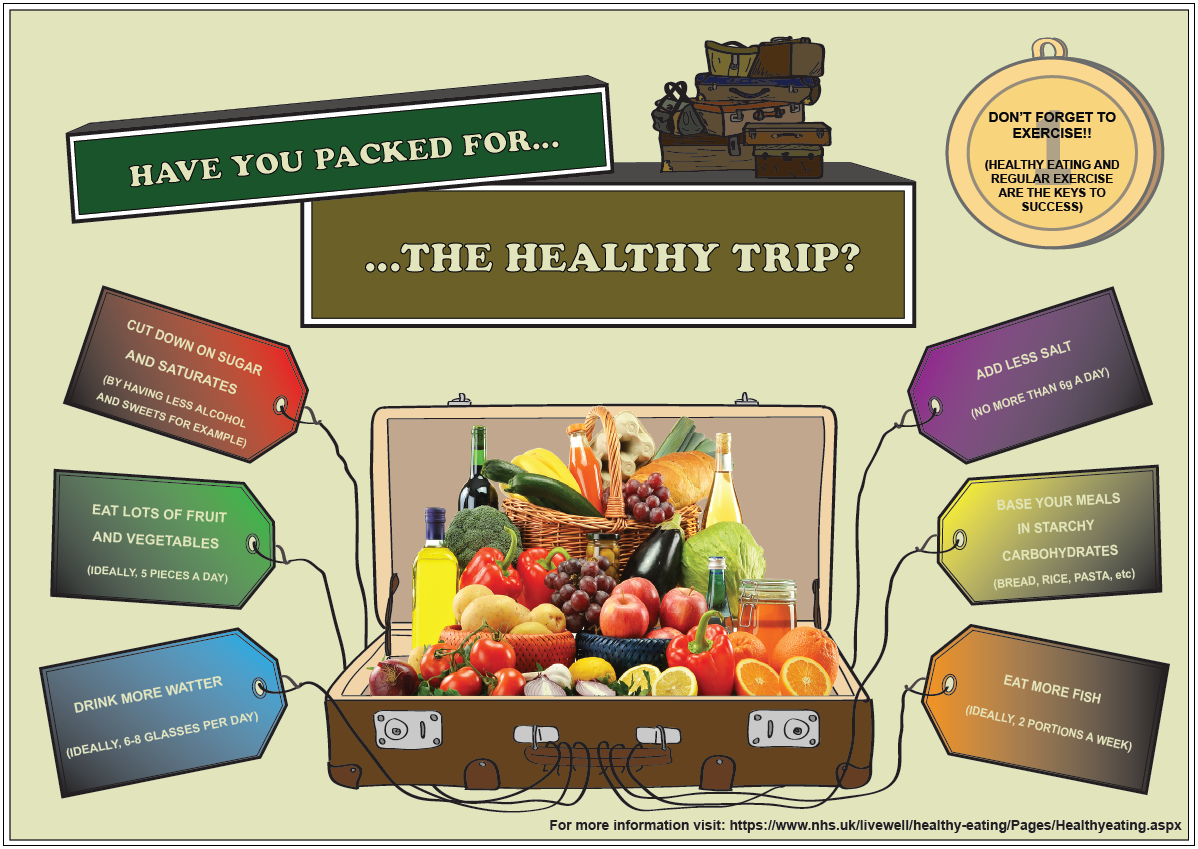 HAVE YOU PACKED FOR...
...THE HEALTHY TRIP?
DON'T FORGET TO
EXERCISE!!
(HEALTHY EATING AND
REGULAR EXERCISE
ARE THE KEYS TO
SUCCESS)
CUT DOWN ON SUGAR
AND SATURATES
(BY HAVING LESS ALCOHOL
AND SWEETS FOR EXAMPLE)
EAT LOTS OF FRUIT
AND VEGETABLES
(IDEALLY, 5 PIECES A DAY)
DRINK MORE WATTER
(IDEALLY, 6-8 GLASSES PER DAY)
ADD LESS SALT
(NO MORE THAN 6g A DAY)
BASE YOUR MEALS
IN STARCHY
CARBOHYDRATES
(BREAD, RICE, PASTA, etc)
EAT MORE FISH
(IDEALLY, 2 PORTIONS A WEEK)
For more information visit: https://www.nhs.uk/livewell/healthy-eating/Pages/Healthyeating.aspx